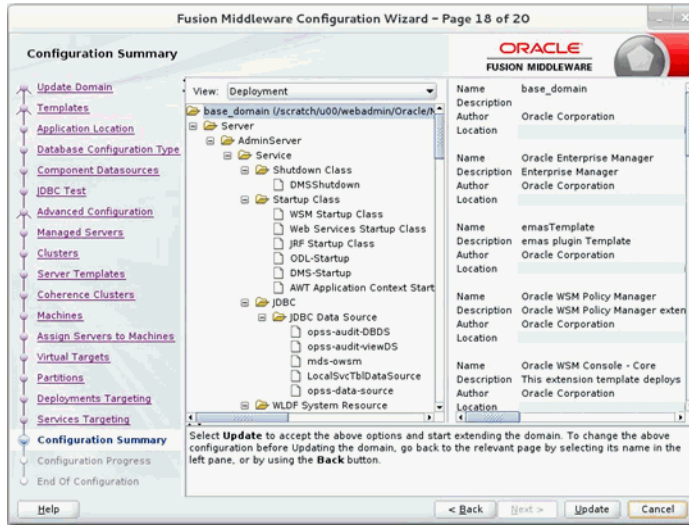 Fusion Middleware Configuration Wizard - Page 18 of 20
Configuration Summary
ORACLE
FUSION MIDDLEWARE
Update Domain
Templates
Application Location
Database Configuration Type
Component Datasources
JDBC Test
Advanced Configuration
Managed Servers
Clusters
Server Templates
Coherence Clusters
Machines
Assign Servers to Machines
Virtual Targets
Partitions
Deployments Targeting
Services Targeting
Configuration Summary
Configuration Progress
End Of Configuration
View: Deployment
base_domain (/scratch/u00/webadmin/Oracle/
Server
AdminServer
Service
Shutdown Class
DMSShutdown
Startup Class
WSM Startup Class
Web Services Startup Class
JRF Startup Class
ODL-Startup
DMS-Startup
AWT Application Context Start
JDBC
JDBC Data Source
opss-audit-DBDS
opss-audit-viewDS
mds-owsm
LocalSvcTblDataSource
opss-data-source
WLDF System Resource
Name base_domain
Description
Author Oracle Corporation
Location
Name Oracle Enterprise Manager
Description Enterprise Manager
Author Oracle Corporation
Location
Name emasTemplate
Description emas plugin Template
Author Oracle Corporation
Location
Name Oracle WSM Policy Manager
Description Oracle WSM Policy Manager exten
Author Oracle Corporation
Location
Name Oracle WSM Console - Core
Description This extension template deploys
Author Oracle Corporation
Location
Select Update to accept the above options and start extending the domain. To change the above
configuration before Updating the domain, go back to the relevant page by selecting its name in the
left pane, or by using the Back button.
Help
< Back
Next >
Update
Cancel